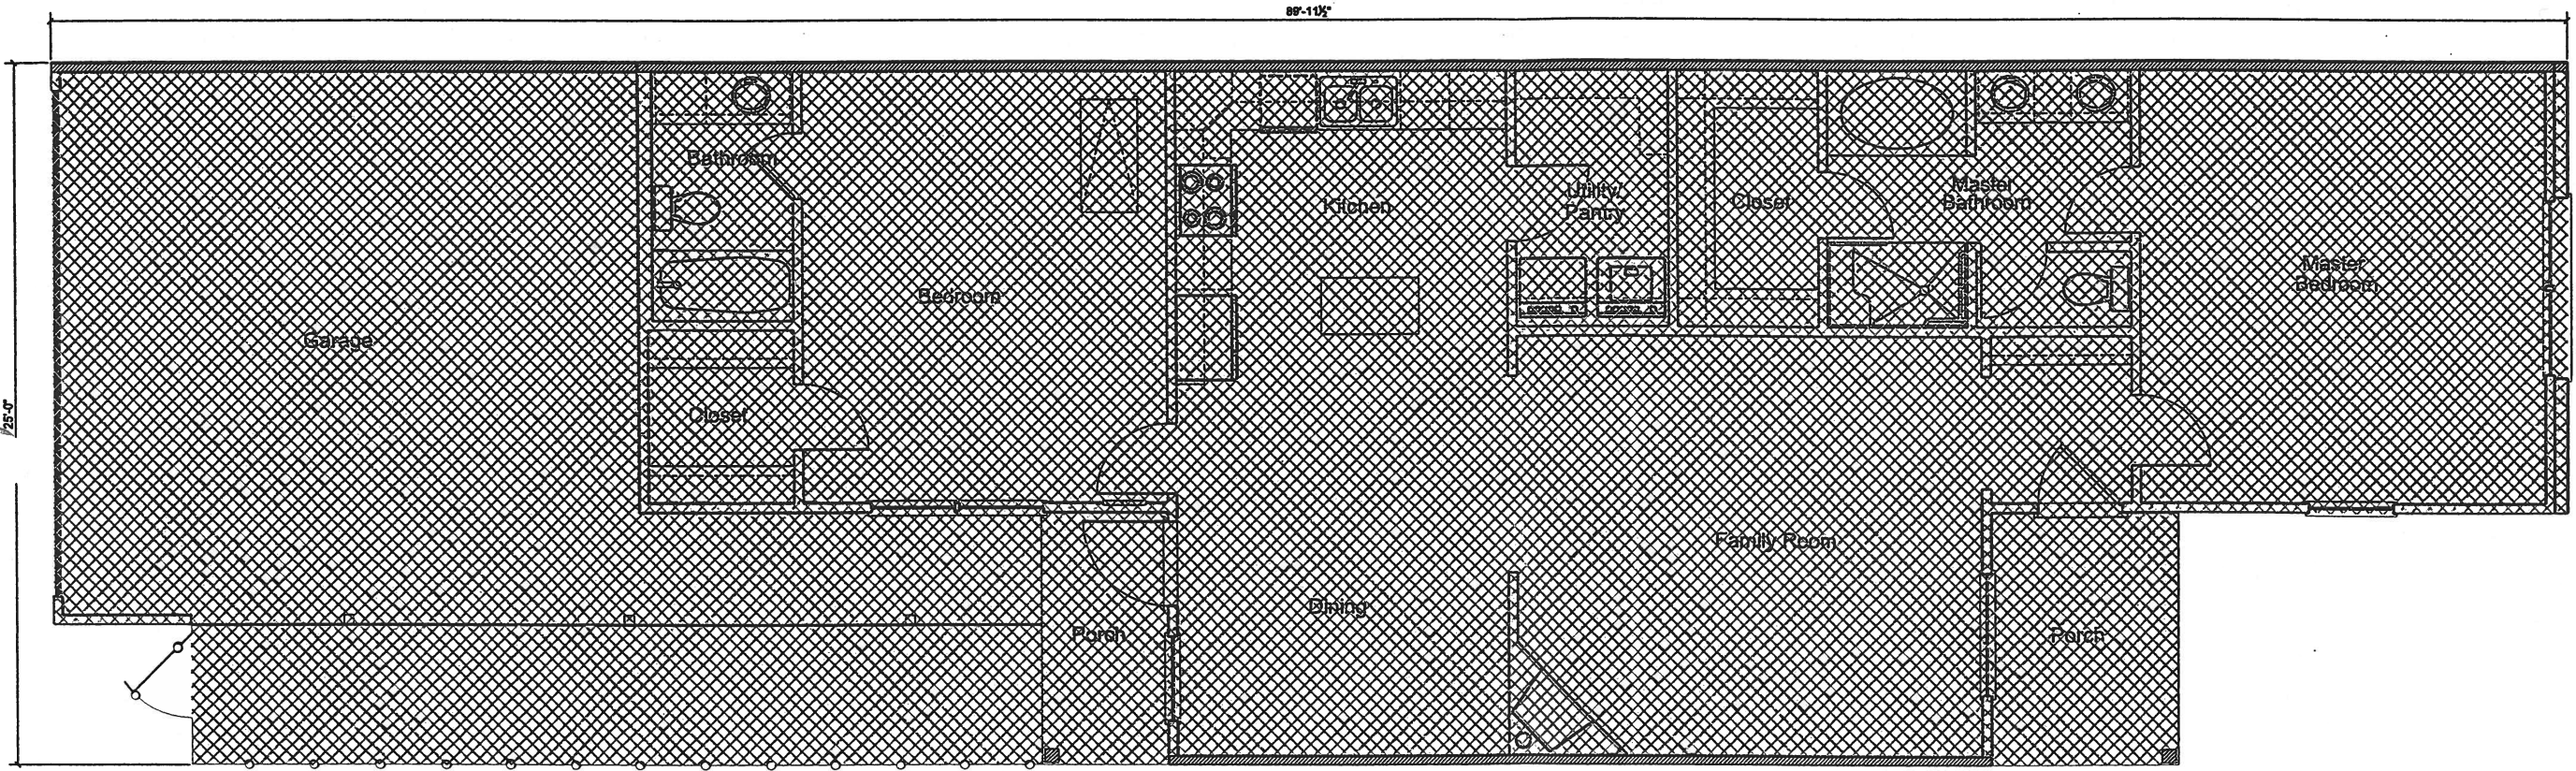 89'-11½"
25'-0"
Garage
Bathroom
Closet
Bedroom
Porch
Kitchen
Dining
Utility/
Pantry
Closet
Master
Bathroom
Family Room
Porch
Master
Bedroom